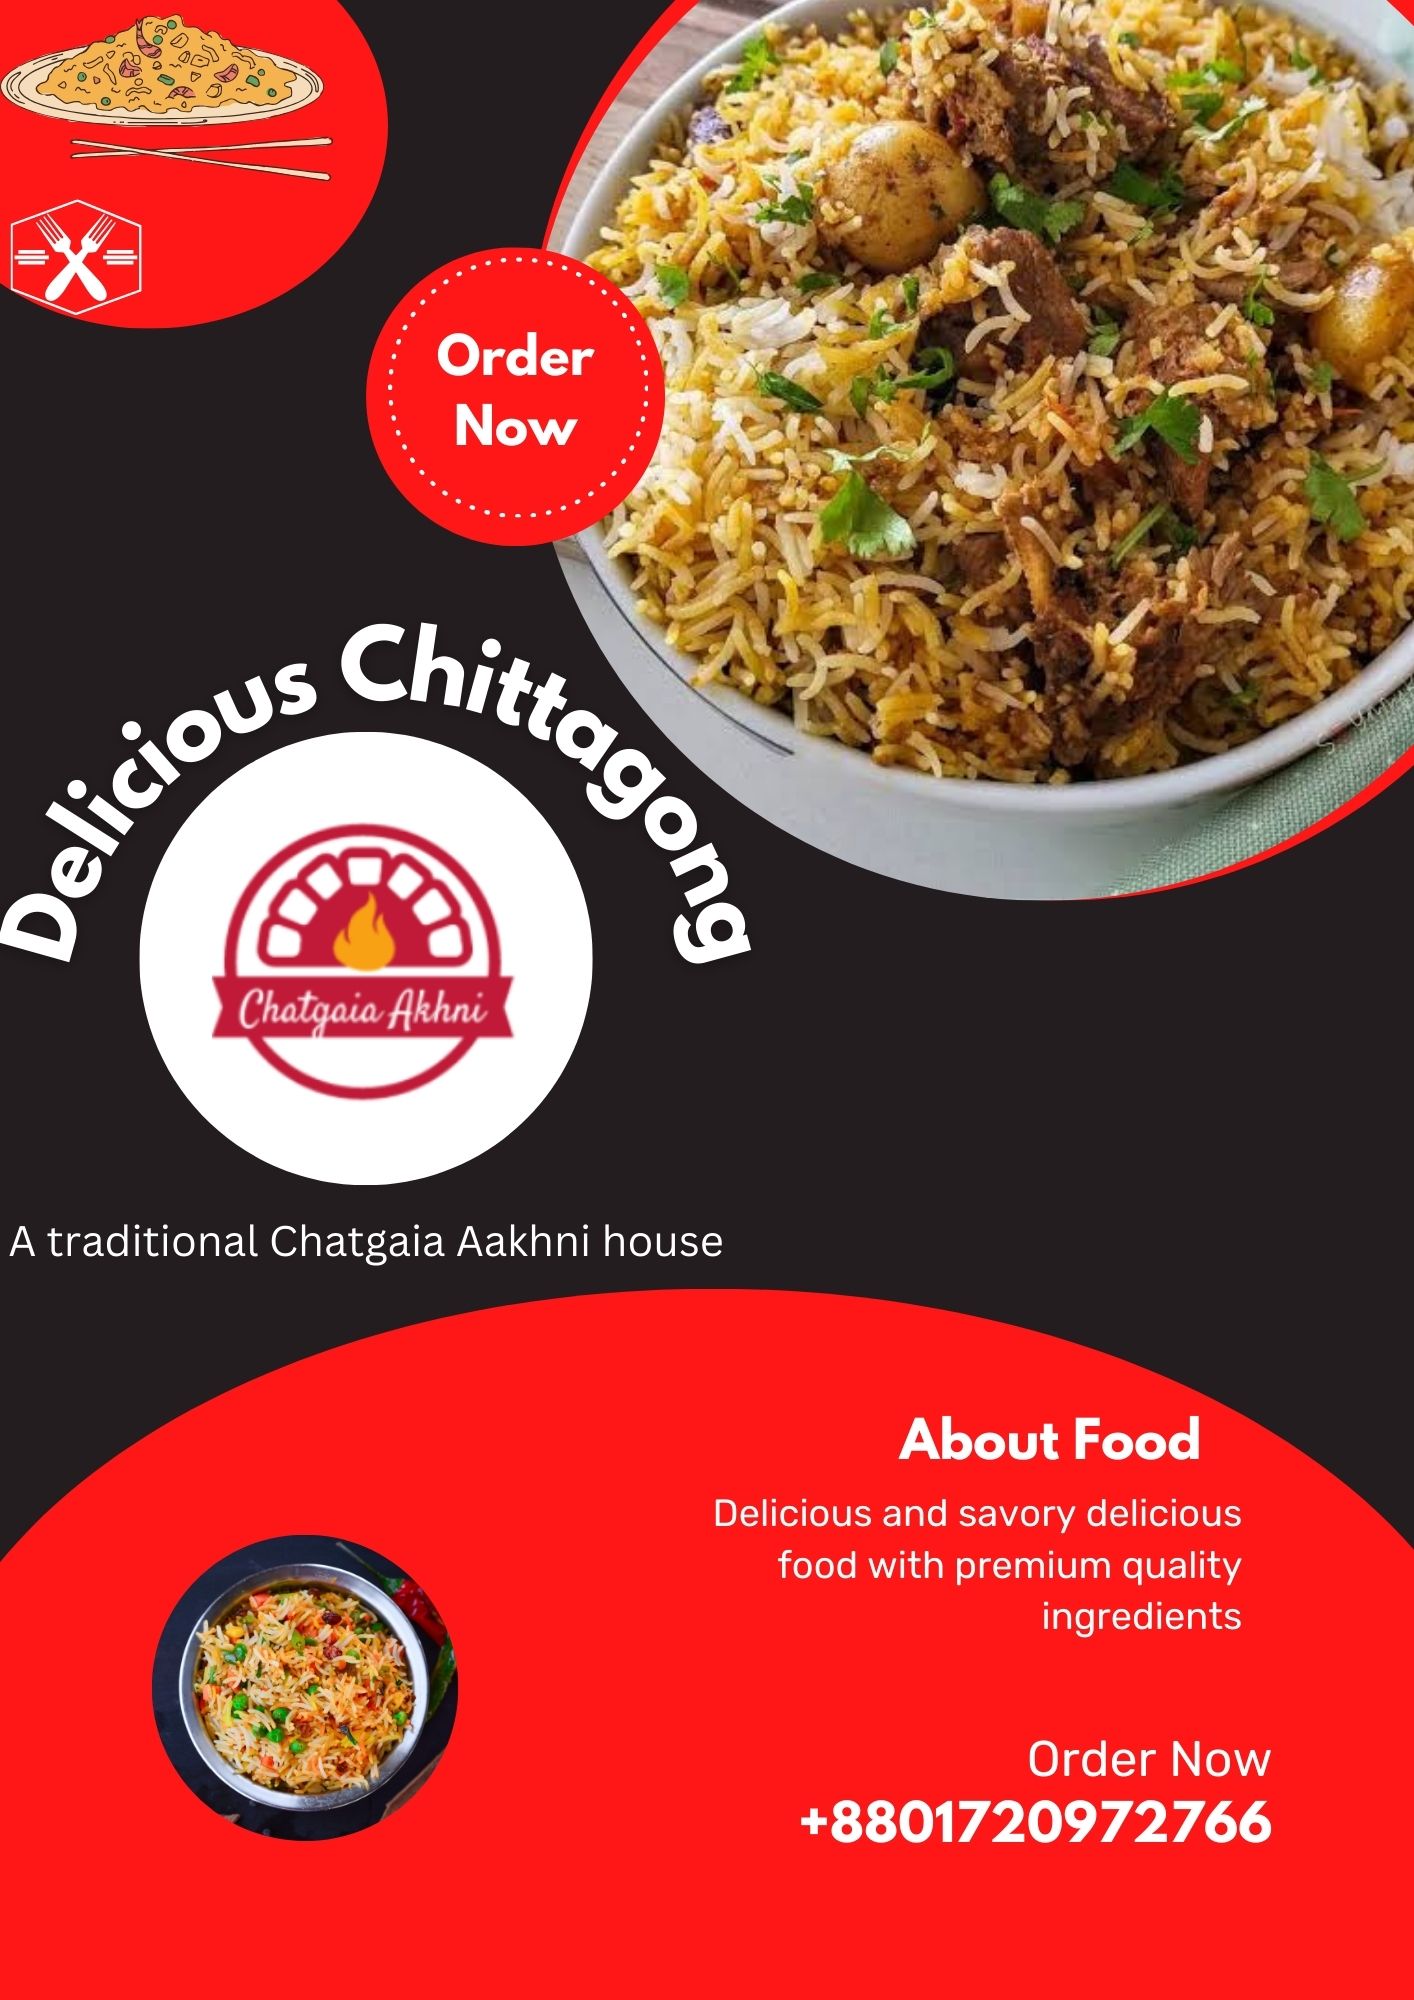 Order
Now
Delicious Chittagong
Chatgaia Akhni
A traditional Chatgaia Aakhni house
About Food
Delicious and savory delicious
food with premium quality
ingredients
Order Now
+8801720972766